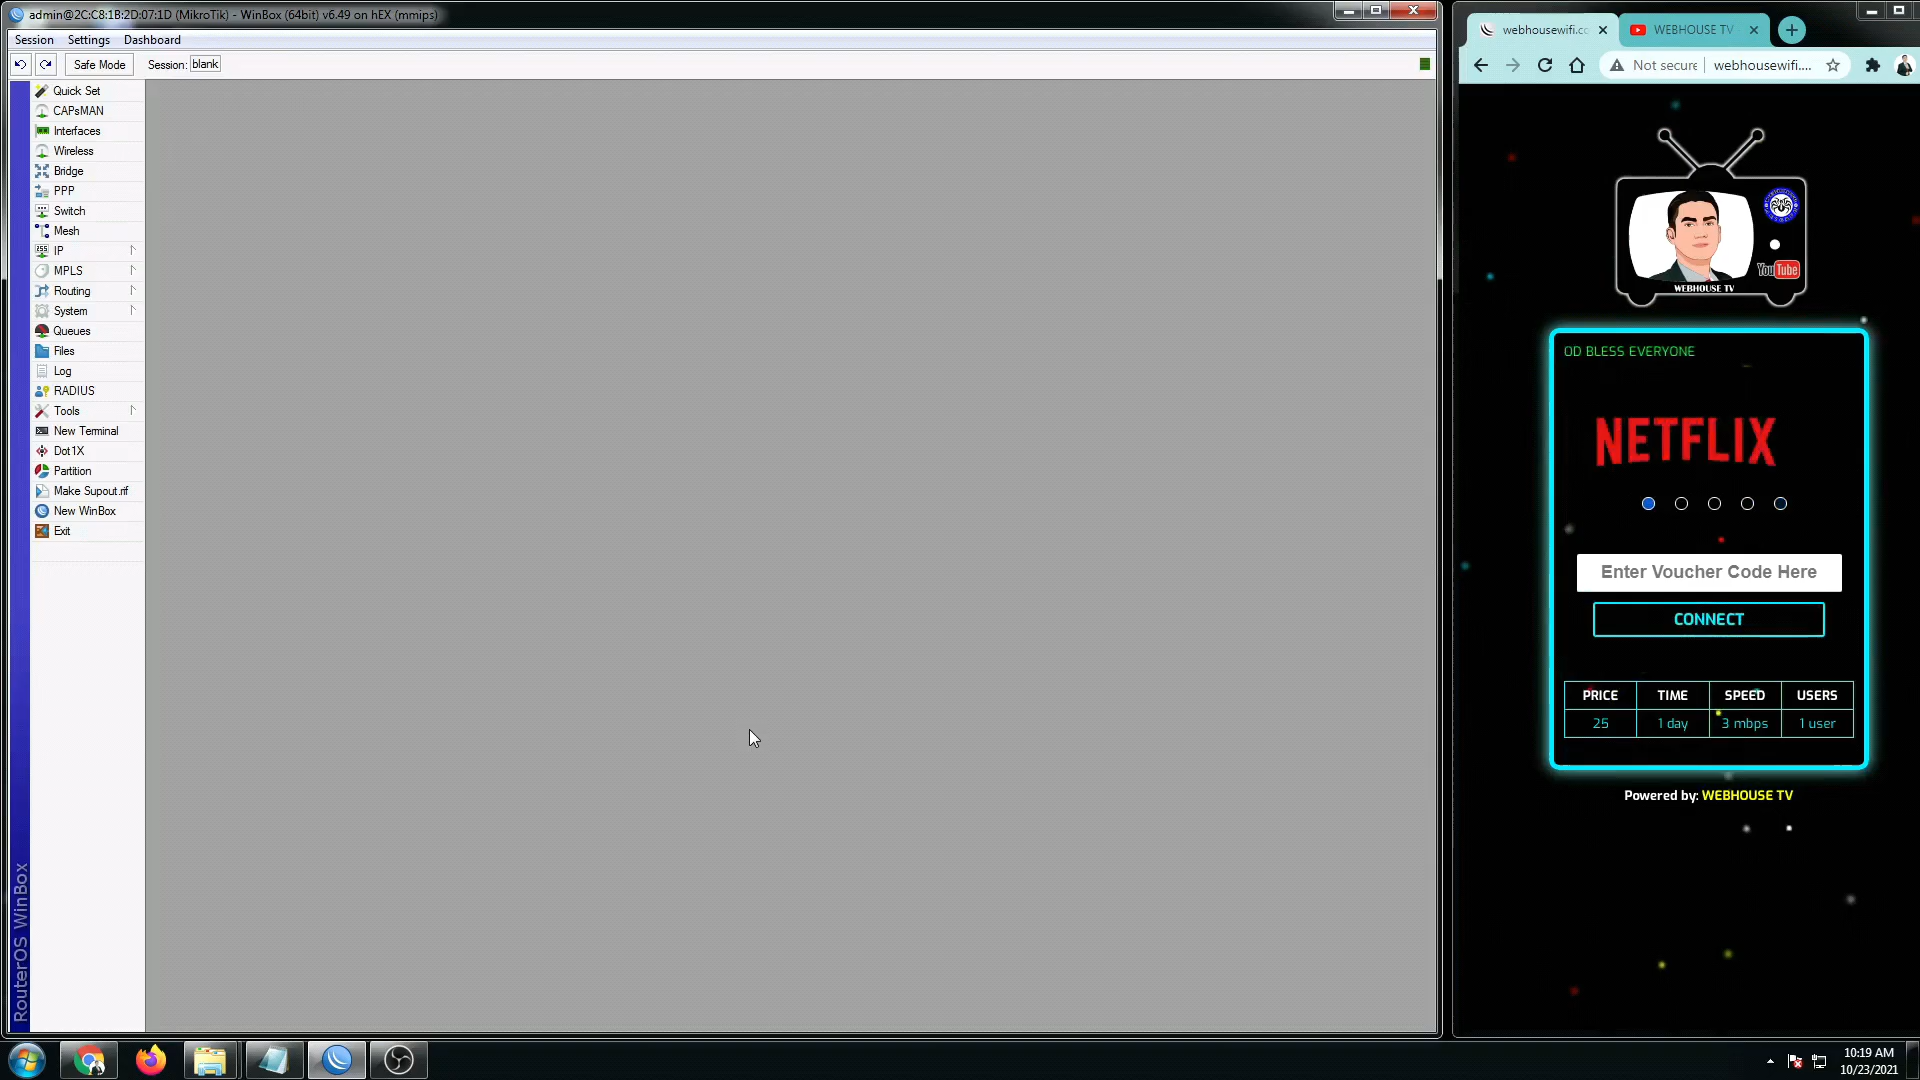 admin@2C:C8:1B:2D:07:1D (MikroTik) - WinBox (64bit) v6.49 on hEX (mmips)
Session Settings Dashboard
Safe Mode Session: blank
Quick Set
CAPsMAN
Interfaces
Wireless
Bridge
PPP
Switch
Mesh
IP
MPLS
Routing
System
Queues
Files
Log
RADIUS
Tools
New Terminal
Dot1X
Partition
Make Supout.rif
New WinBox
Exit
RouterOS WinBox
webhousewifi.co
WEBHOUSE TV
Not secure webhousewifi....
YouTube
WEBHOUSE TV
OD BLESS EVERYONE
NETFLIX
Enter Voucher Code Here
CONNECT
PRICE TIME SPEED USERS
25 1 day 3 mbps 1 user
Powered by: WEBHOUSE TV
10:19 AM
10/23/2021